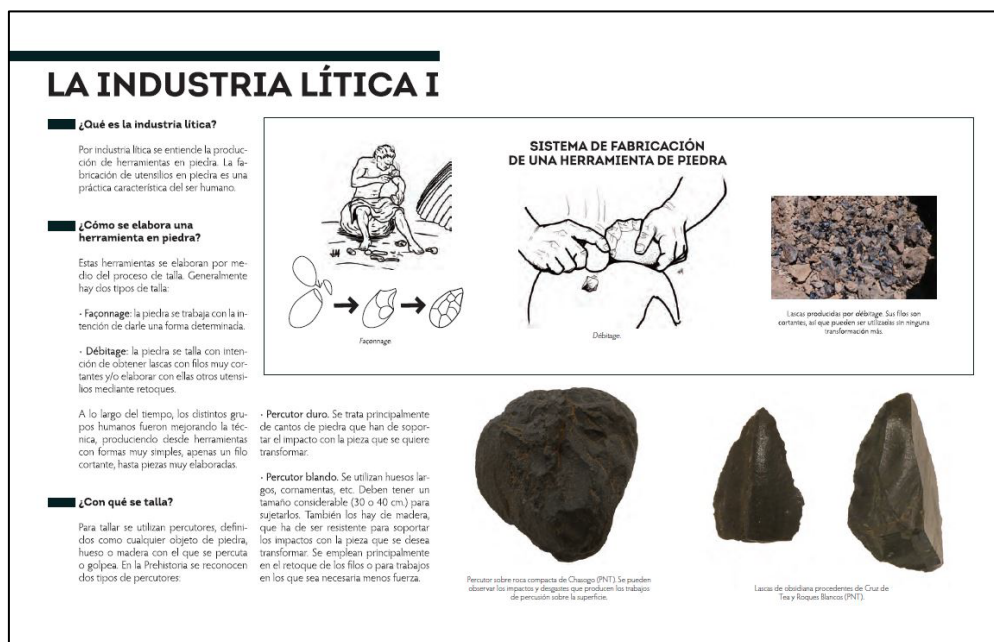 LA INDUSTRIA LÍTICA I
¿Qué es la industria lítica?
Por industria lítica se entiende la produc-
ción de herramientas en piedra. La fa-
bricación de utensilios en piedra es una
práctica característica del ser humano.
¿Cómo se elabora una
herramienta en piedra?
Estas herramientas se elaboran por me-
dio del proceso de talla. Generalmente
hay dos tipos de talla:
· Façonnage: la piedra se trabaja con la in-
tención de darle una forma determinada.
· Débitage: la piedra se talla con inten-
ción de obtener lascas con filos muy cor-
tantes y/o elaborar con ellas otros utensi-
lios mediante retoques.
A lo largo del tiempo, los distintos gru-
pos humanos fueron mejorando la téc-
nica, produciendo desde herramientas
con formas muy simples, apenas un filo
cortante, hasta piezas muy elaboradas.
¿Con qué se talla?
Para tallar se utilizan percutores, defini-
dos como cualquier objeto de piedra,
hueso o madera con el que se percuta
o golpea. En la Prehistoria se reconocen
dos tipos de percutores:
· Percutor duro. Se trata principalmente
de cantos de piedra que han de sopor-
tar el impacto con la pieza que se quiere
transformar.
· Percutor blando. Se utilizan huesos lar-
gos, cornamentas, etc. Deben tener un
tamaño considerable (30 o 40 cm.) para
sujetarlos. También los hay de madera,
que ha de ser resistente para soportar
los impactos con la pieza que se desea
transformar. Se emplean principalmente
en el retoque de los filos o para trabajos
en los que sea necesaria menos fuerza.
SISTEMA DE FABRICACIÓN
DE UNA HERRAMIENTA DE PIEDRA
Façonnage.
Débitage.
Lascas producidas por débitage. Sus filos son
cortantes, así que pueden ser utilizadas sin ninguna
transformación más.
Percutor sobre roca compacta de Chasogo (PNT). Se pueden
observar los impactos y desgastes que producen los trabajos
de percusión sobre la superficie.
Lascas de obsidiana procedentes de Cruz de
Tea y Roques Blancos (PNT).